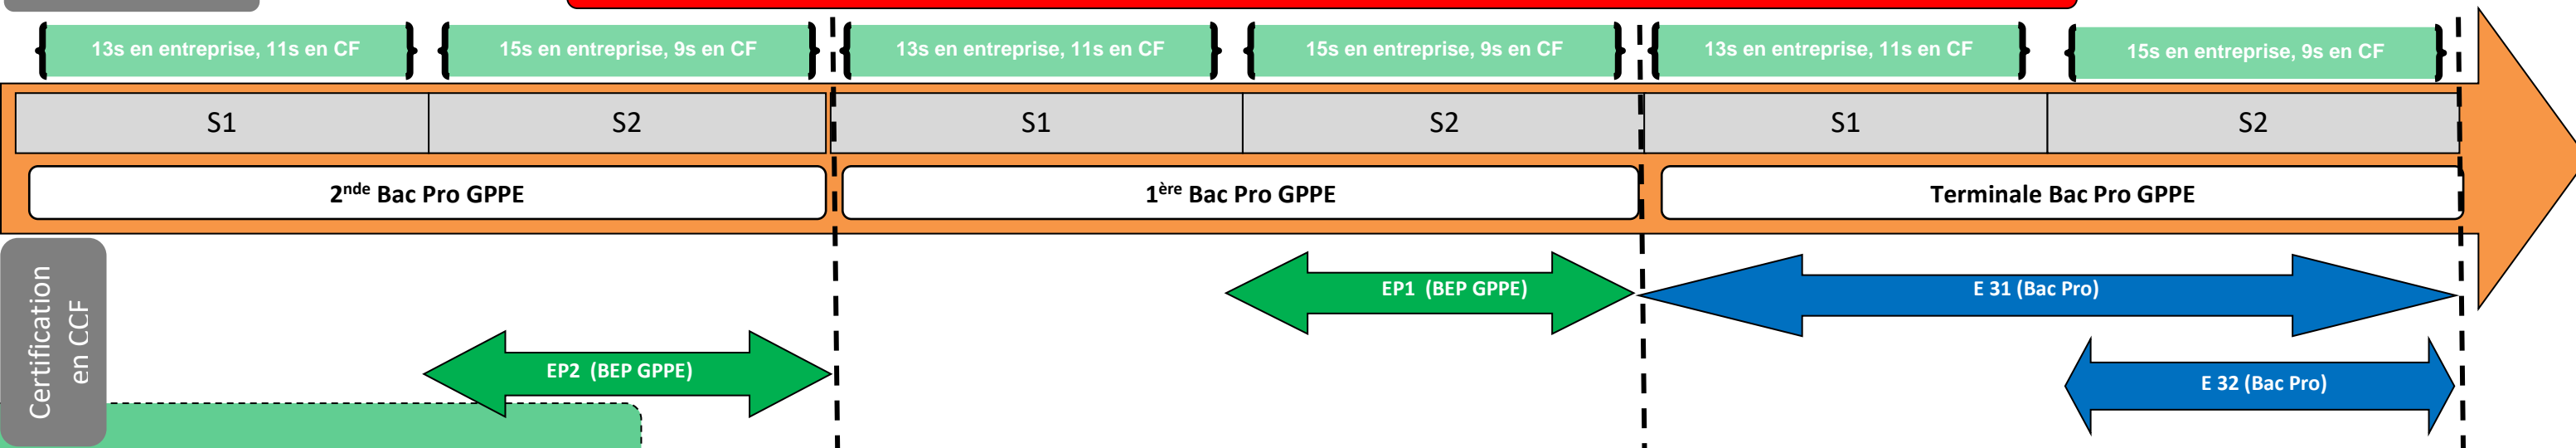 13s en entreprise, 11s en CF
15s en entreprise, 9s en CF
13s en entreprise, 11s en CF
15s en entreprise, 9s en CF
13s en entreprise, 11s en CF
15s en entreprise, 9s en CF
S1
S2
S1
S2
S1
S2
2nde Bac Pro GPPE
1ère Bac Pro GPPE
Terminale Bac Pro GPPE
Certification
en CCF
EP1 (BEP GPPE)
E 31 (Bac Pro)
EP2 (BEP GPPE)
E 32 (Bac Pro)